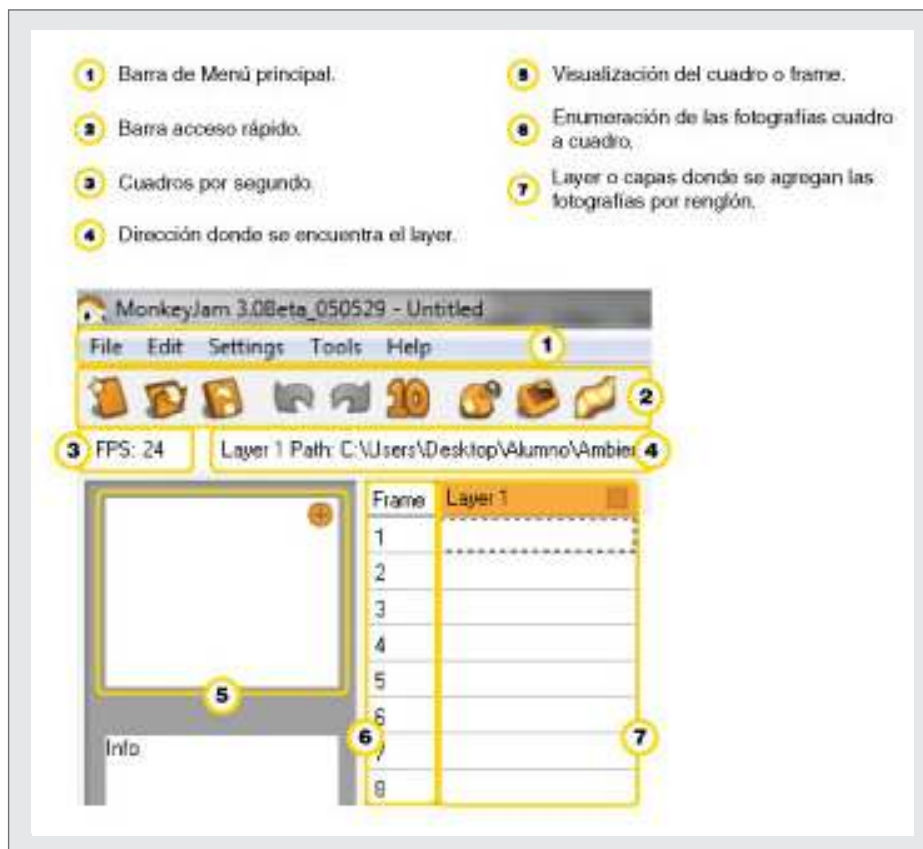 1 Barra de Menú principal.
2 Barra acceso rápido.
3 Cuadros por segundo.
4 Dirección donde se encuentra el layer.
5 Visualización del cuadro o frame.
6 Enumeración de las fotografías cuadro
a cuadro.
7 Layer o capas donde se agregan las
fotografías por renglón.
MonkeyJam 3.0Beta_050529 - Untitled
File Edit Settings Tools Help 1
10 2
3 FPS: 24 Layer 1 Path: C:\Users\Desktop\Alumno\Ambien 4
Frame Layer 1
1
2
3
4
5
5
6
Info 6 7 7
8